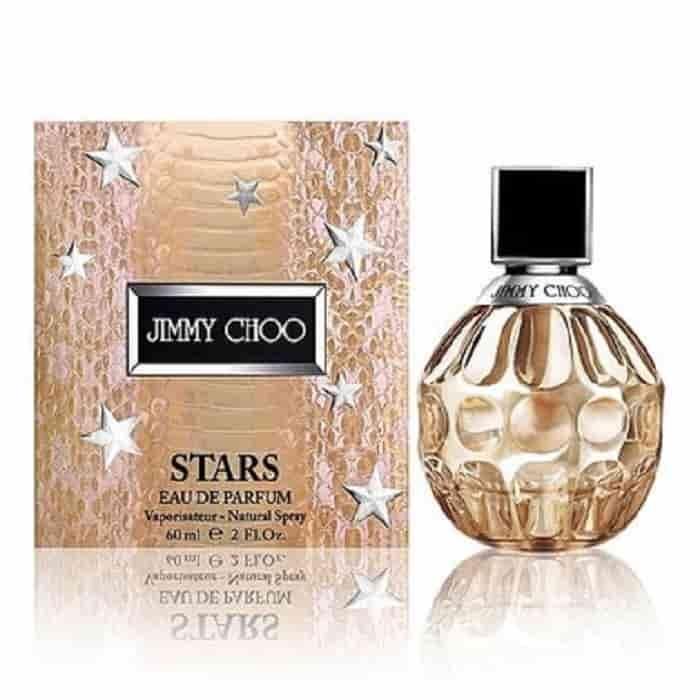 JIMMY CHOO
STARS
EAU DE PARFUM
Vaporisateur - Natural Spray
60 ml ℮ 2 Fl.Oz.
JIMMY CHOO